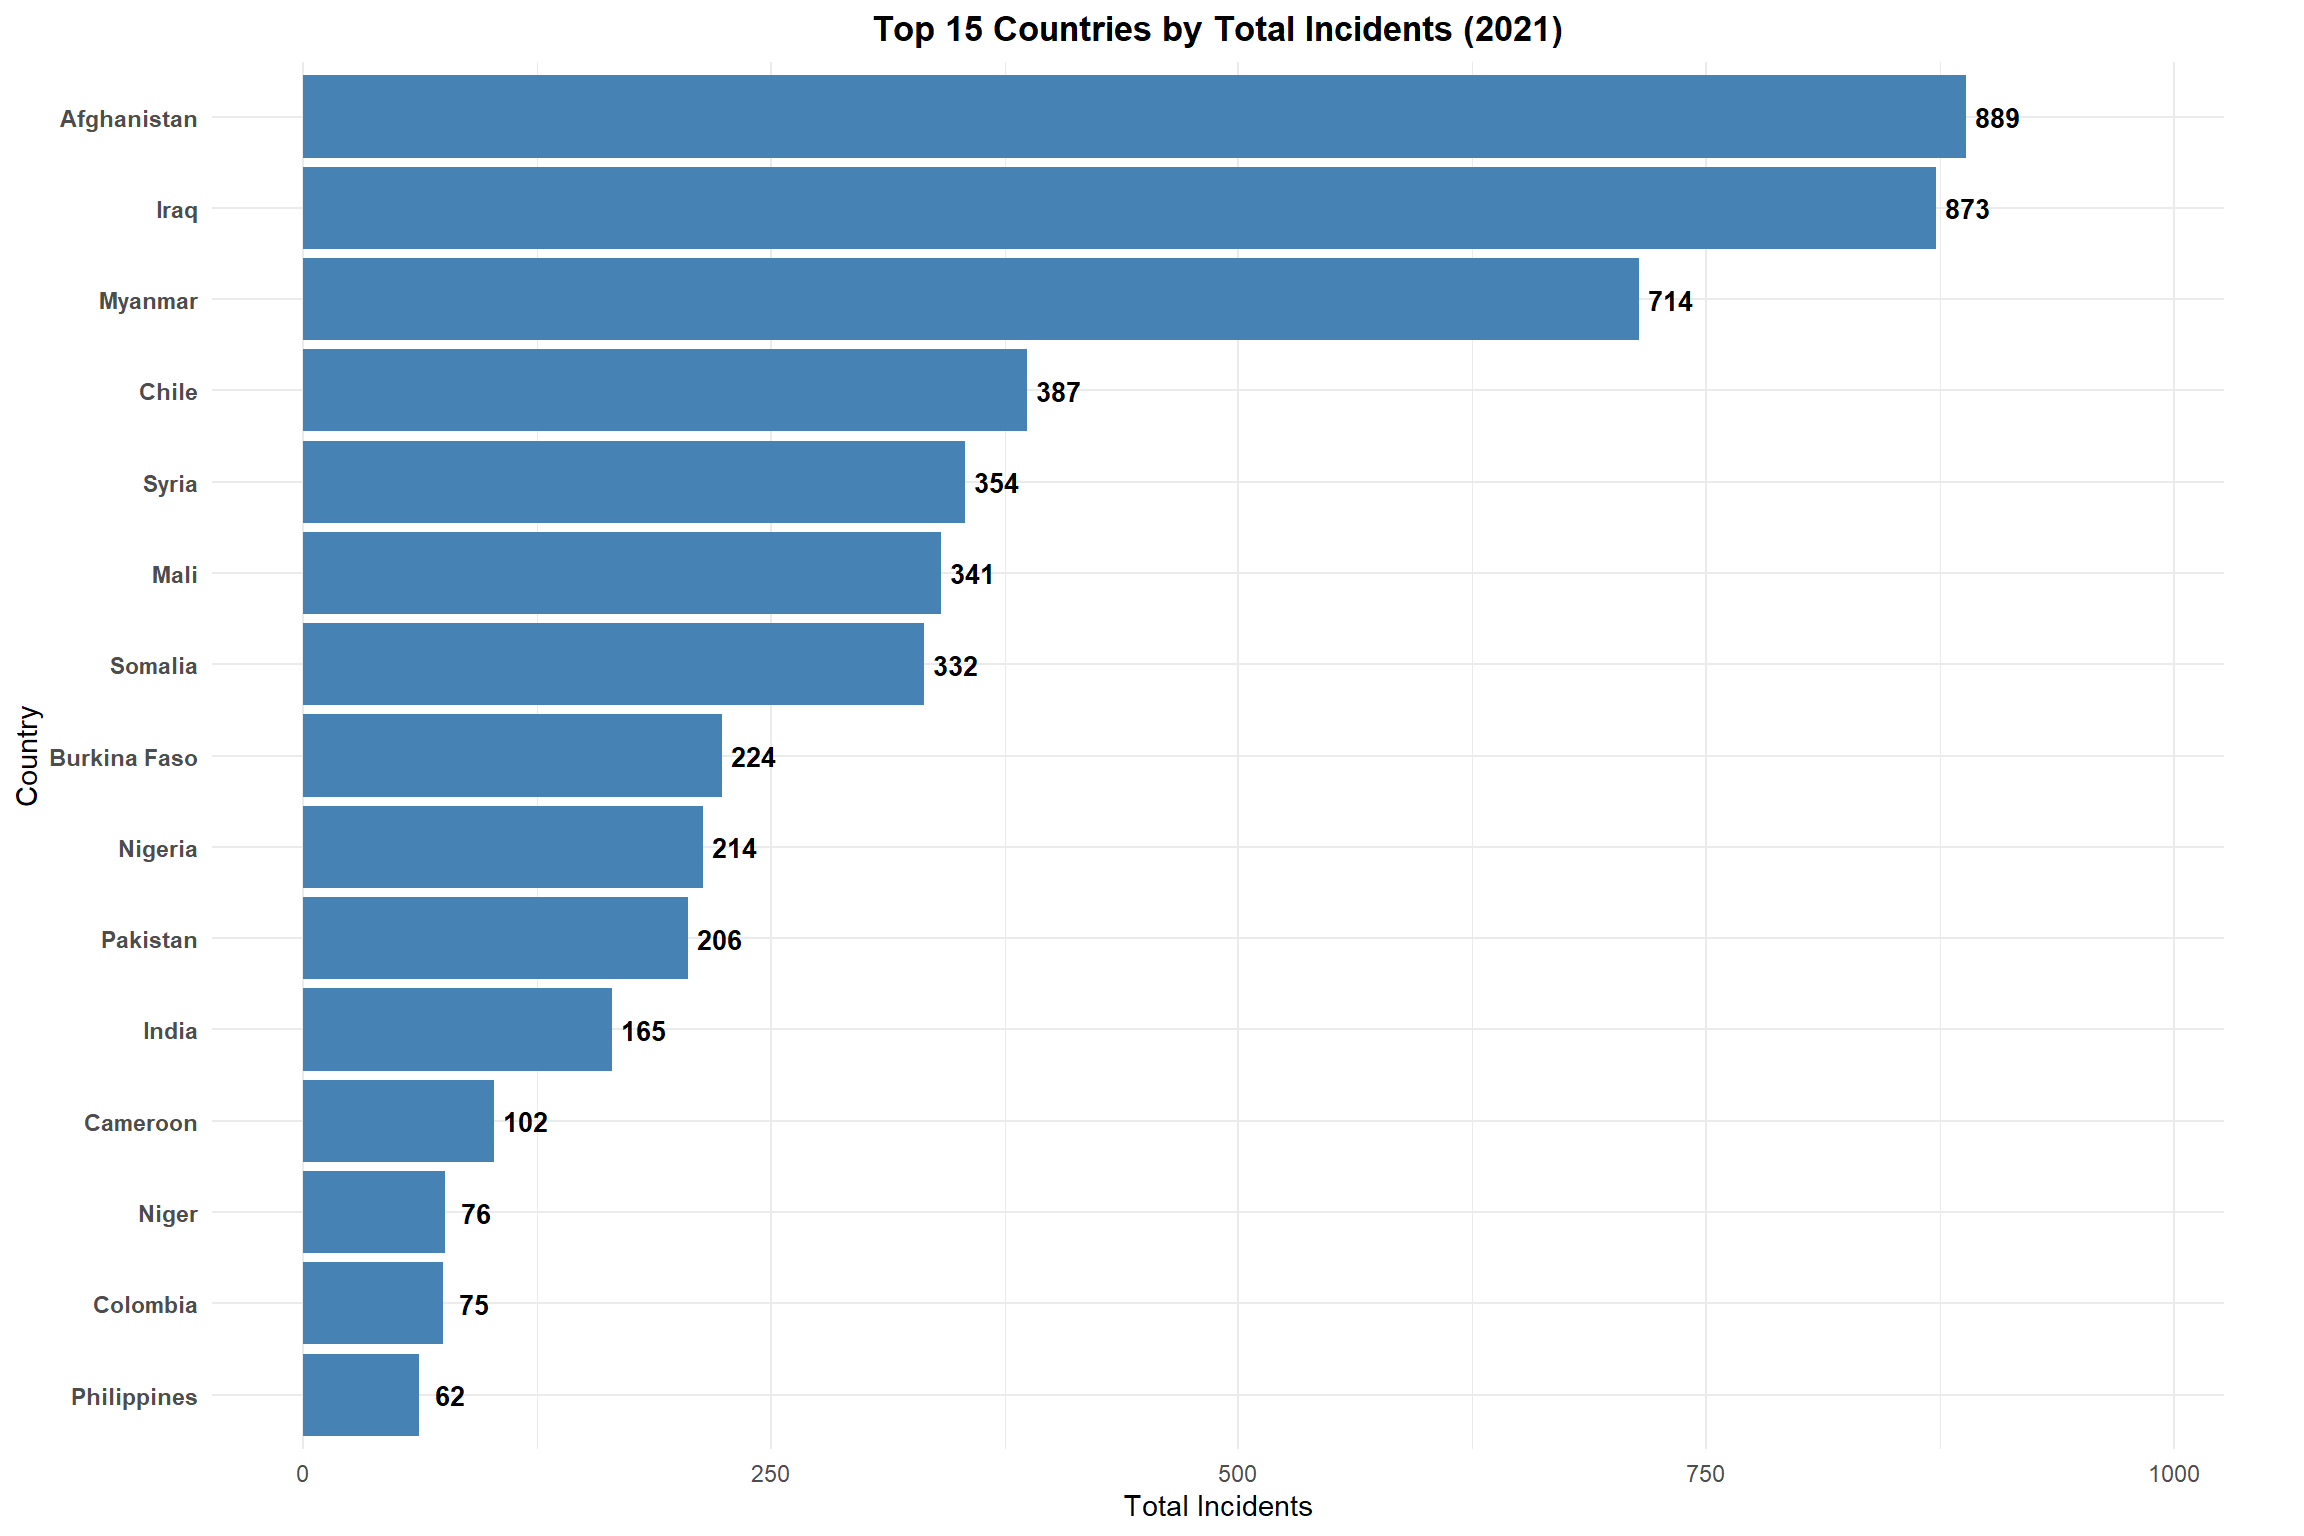 Top 15 Countries by Total Incidents (2021)
Country
Afghanistan 889
Iraq 873
Myanmar 714
Chile 387
Syria 354
Mali 341
Somalia 332
Burkina Faso 224
Nigeria 214
Pakistan 206
India 165
Cameroon 102
Niger 76
Colombia 75
Philippines 62
0 250 500 750 1000
Total Incidents